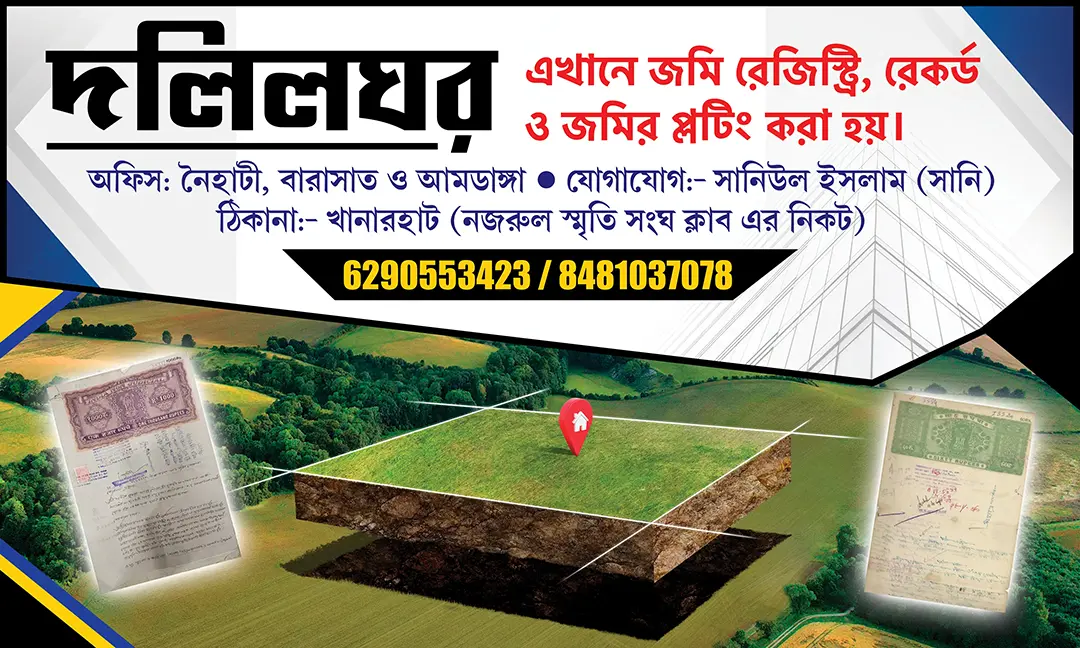 দলিলঘর
এখানে জমি রেজিস্ট্রি, রেকর্ড
ও জমির প্লটিং করা হয়।
অফিস: নৈহাটী, বারাসাত ও আমডাঙ্গা ● যোগাযোগ:- সানিউল ইসলাম (সানি)
ঠিকানা:- খানারহাট (নজরুল স্মৃতি সংঘ ক্লাব এর নিকট)
6290553423 / 8481037078